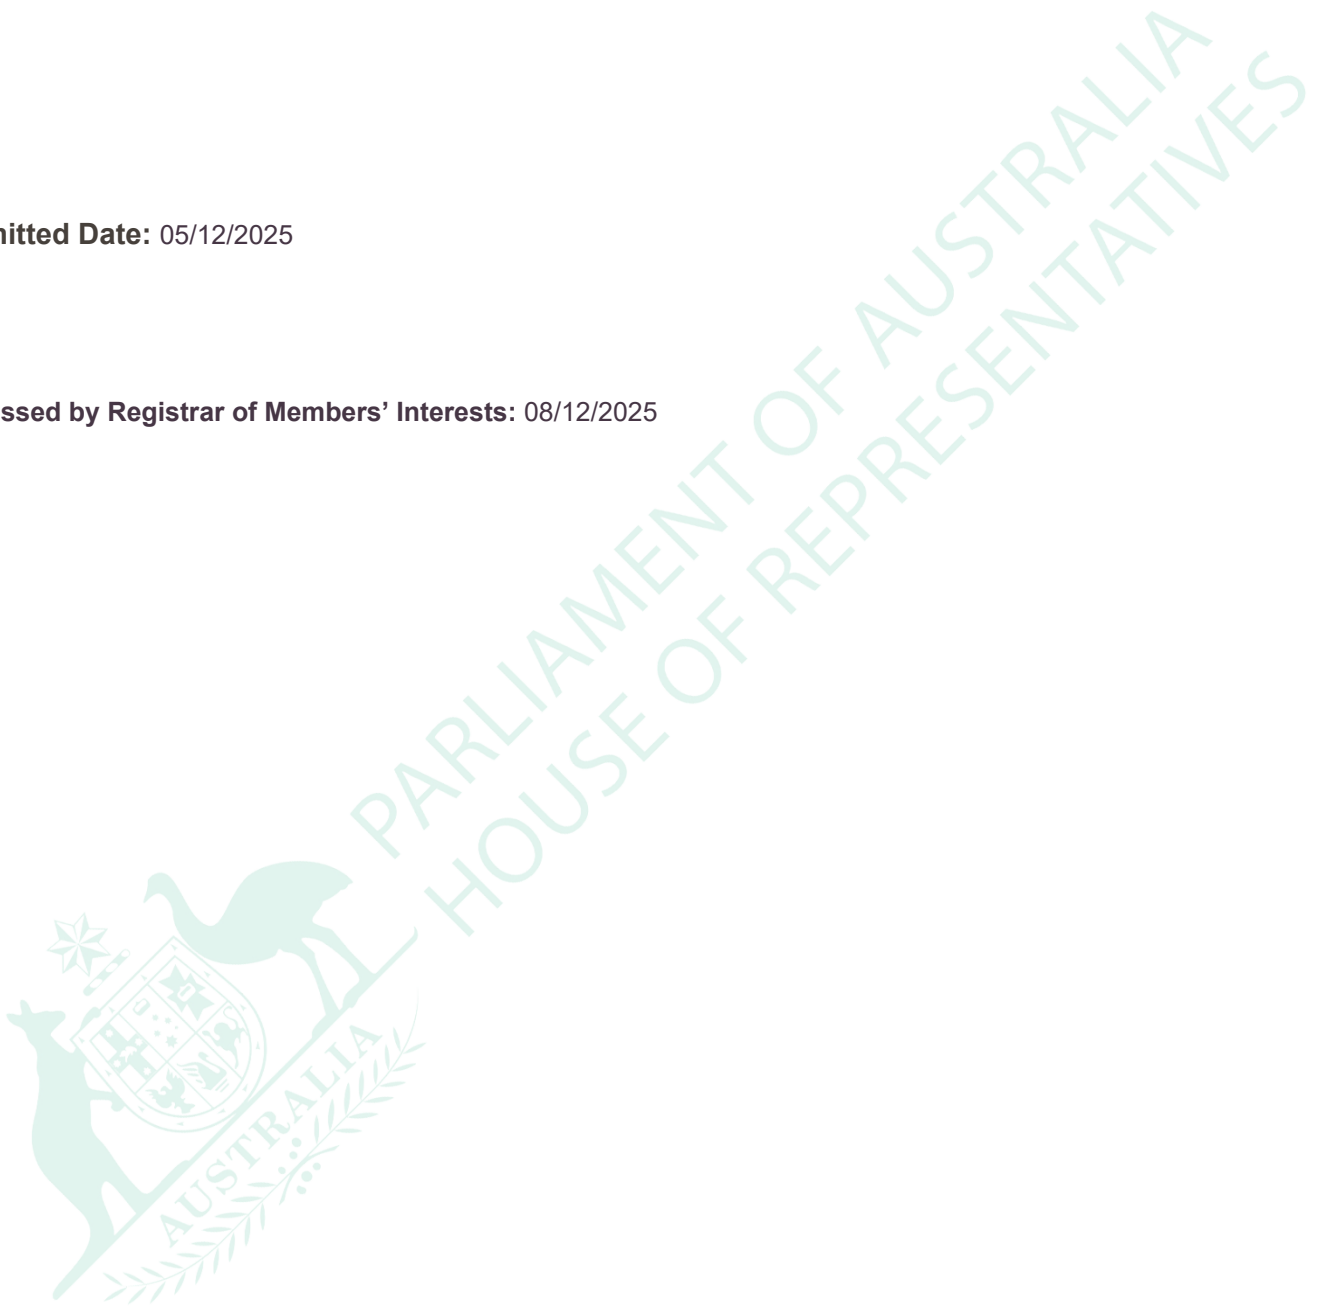 mitted Date: 05/12/2025
ssed by Registrar of Members’ Interests: 08/12/2025
PARLIAMENT OF AUSTRALIA
HOUSE OF REPRESENTATIVES
AUSTRALIA